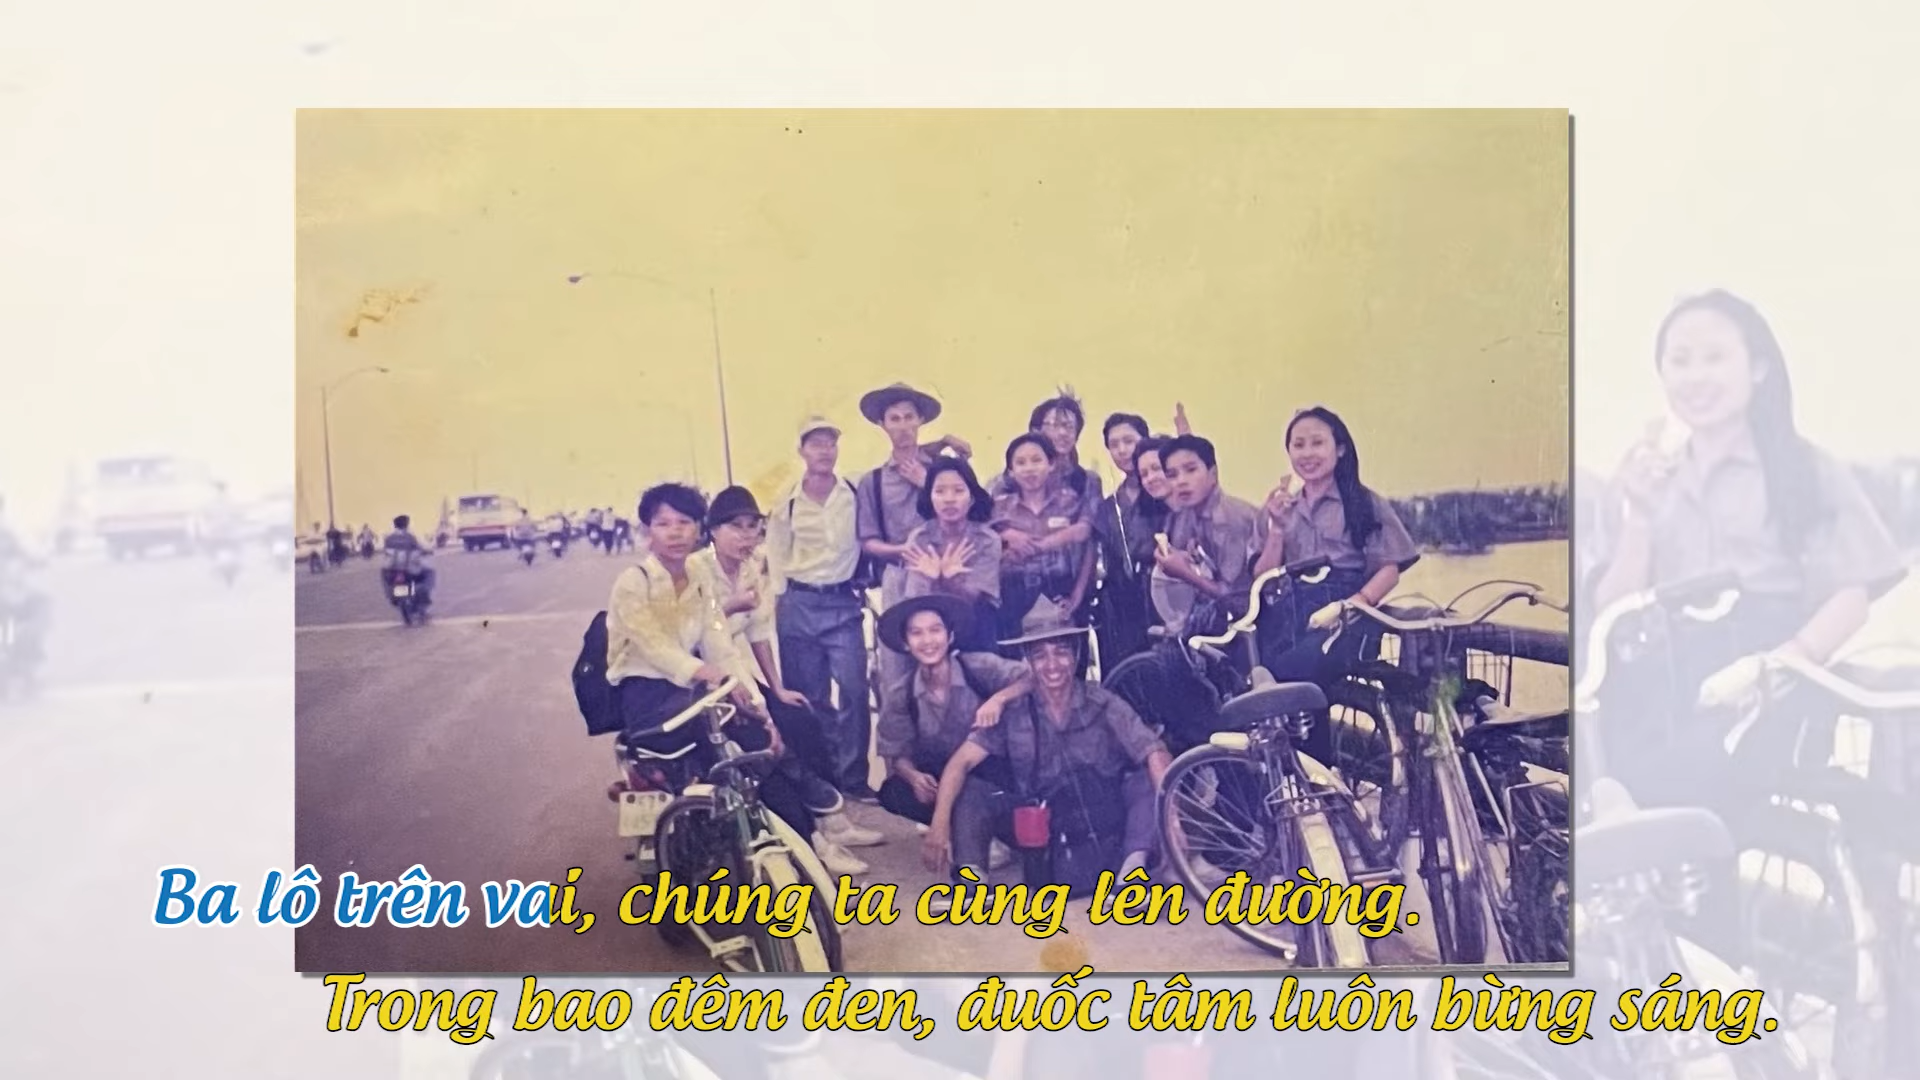 Ba lô trên vai, chúng ta cùng lên đường.
Trong bao đêm đen, đuốc tâm luôn bừng sáng.